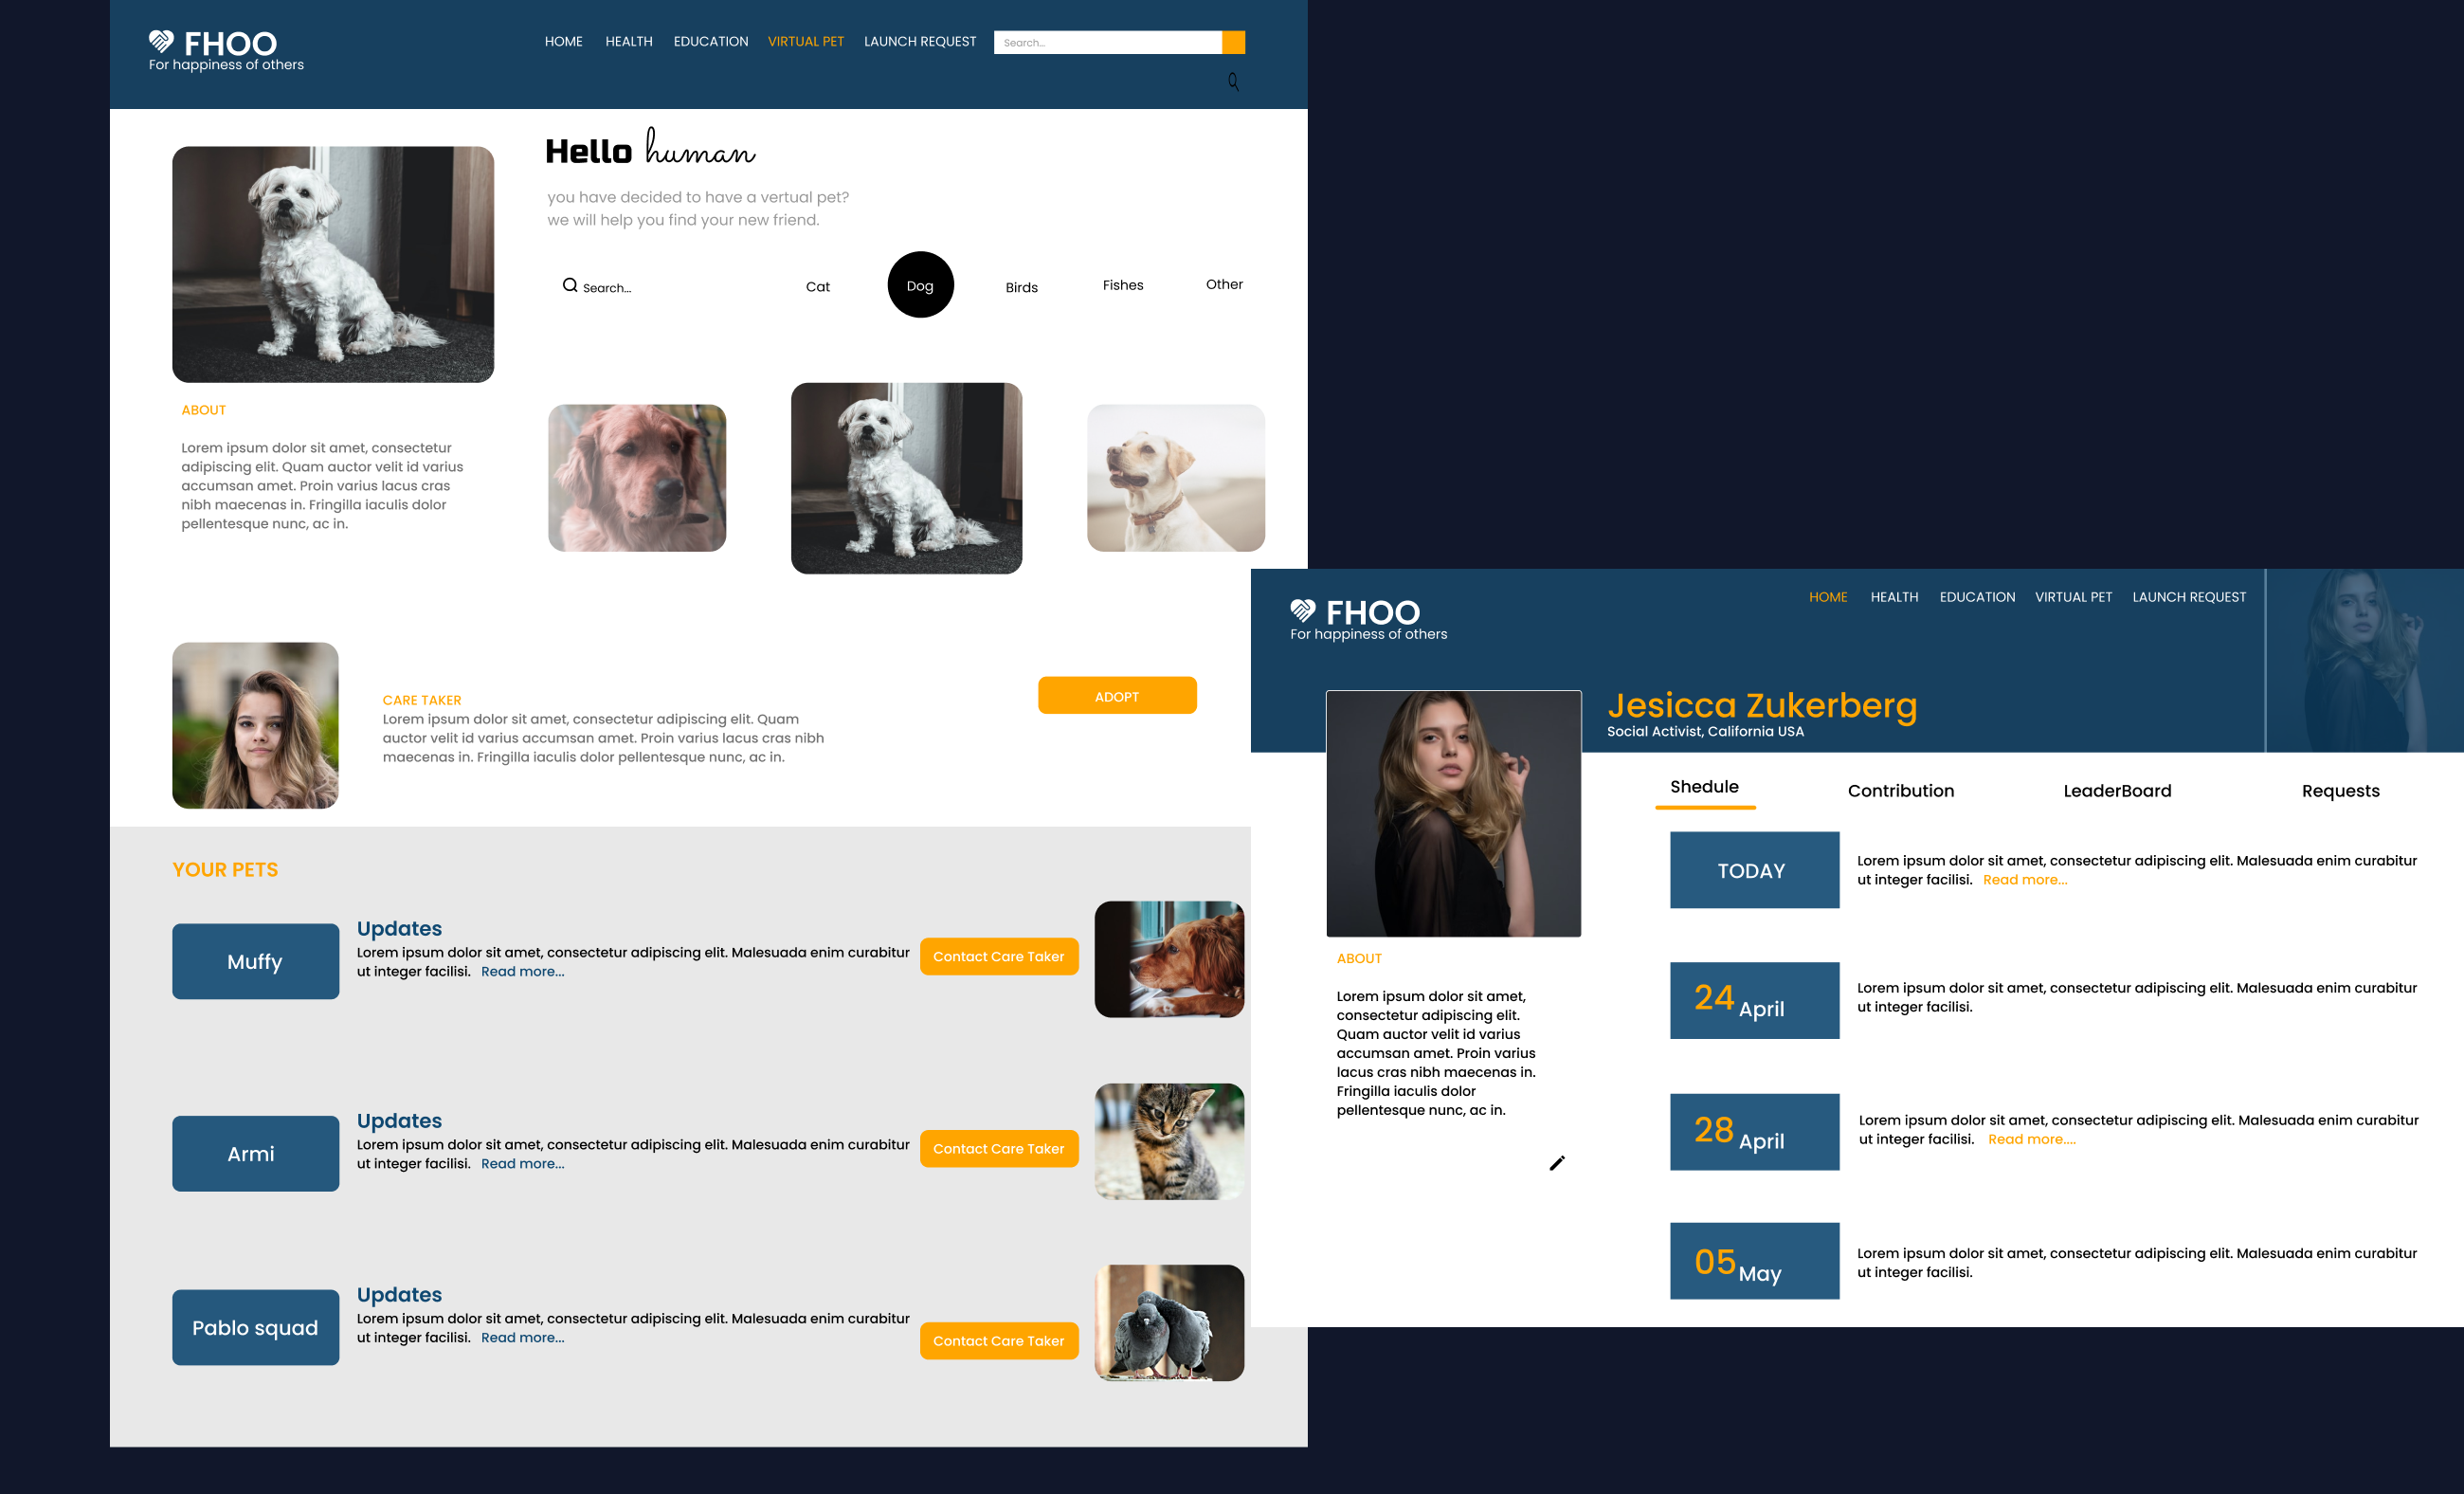 FHOO
For happiness of others
HOME HEALTH EDUCATION VIRTUAL PET LAUNCH REQUEST
Search...
Hello human
you have decided to have a vertual pet?
we will help you find your new friend.
Search...
Cat Dog Birds Fishes Other
ABOUT
Lorem ipsum dolor sit amet, consectetur
adipiscing elit. Quam auctor velit id varius
accumsan amet. Proin varius lacus cras
nibh maecenas in. Fringilla iaculis dolor
pellentesque nunc, ac in.
CARE TAKER
Lorem ipsum dolor sit amet, consectetur adipiscing elit. Quam
auctor velit id varius accumsan amet. Proin varius lacus cras nibh
maecenas in. Fringilla iaculis dolor pellentesque nunc, ac in.
ADOPT
YOUR PETS
Muffy
Updates
Lorem ipsum dolor sit amet, consectetur adipiscing elit. Malesuada enim curabitur
ut integer facilisi. Read more...
Contact Care Taker
Armi
Updates
Lorem ipsum dolor sit amet, consectetur adipiscing elit. Malesuada enim curabitur
ut integer facilisi. Read more...
Contact Care Taker
Pablo squad
Updates
Lorem ipsum dolor sit amet, consectetur adipiscing elit. Malesuada enim curabitur
ut integer facilisi. Read more...
Contact Care Taker
FHOO
For happiness of others
HOME HEALTH EDUCATION VIRTUAL PET LAUNCH REQUEST
Jesicca Zukerberg
Social Activist, California USA
ABOUT
Lorem ipsum dolor sit amet,
consectetur adipiscing elit.
Quam auctor velit id varius
accumsan amet. Proin varius
lacus cras nibh maecenas in.
Fringilla iaculis dolor
pellentesque nunc, ac in.
Shedule Contribution LeaderBoard Requests
TODAY
Lorem ipsum dolor sit amet, consectetur adipiscing elit. Malesuada enim curabitur
ut integer facilisi. Read more...
24 April
Lorem ipsum dolor sit amet, consectetur adipiscing elit. Malesuada enim curabitur
ut integer facilisi.
28 April
Lorem ipsum dolor sit amet, consectetur adipiscing elit. Malesuada enim curabitur
ut integer facilisi. Read more....
05 May
Lorem ipsum dolor sit amet, consectetur adipiscing elit. Malesuada enim curabitur
ut integer facilisi.